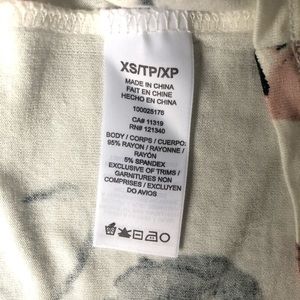 XS/TP/XP
MADE IN CHINA
FAIT EN CHINE
HECHO EN CHINA
100025176
CA# 11319
RN# 121340
BODY / CORPS / CUERPO:
95% RAYON / RAYONNE /
RAYÓN
5% SPANDEX
EXCLUSIVE OF TRIMS /
GARNITURES NON
COMPRISES / EXCLUYEN
DO AVIOS